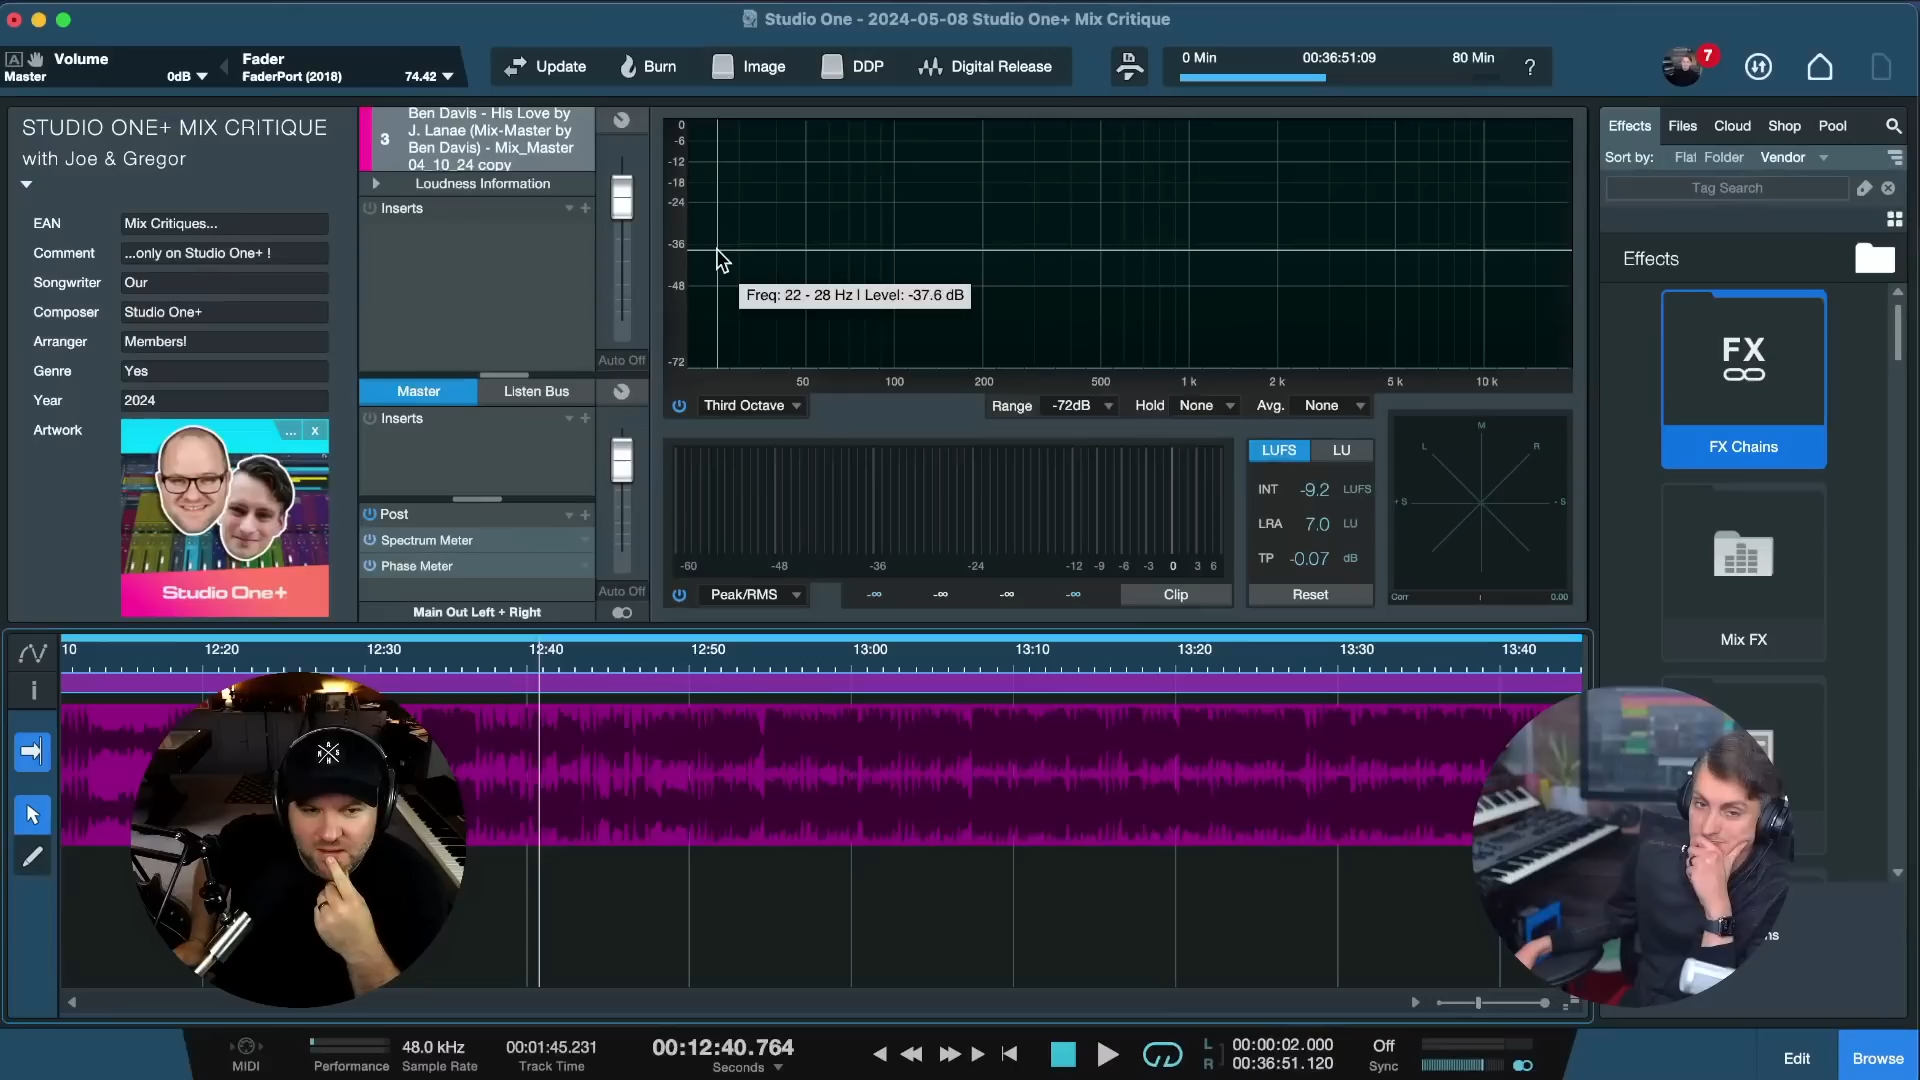 Studio One - 2024-05-08 Studio One+ Mix Critique
Volume
Master
0dB
Fader
FaderPort (2018)
74.42
Update
Burn
Image
DDP
Digital Release
0 Min
00:36:51:09
80 Min
?
7
STUDIO ONE+ MIX CRITIQUE
with Joe & Gregor
EAN
Mix Critiques...
Comment
...only on Studio One+ !
Songwriter
Our
Composer
Studio One+
Arranger
Members!
Genre
Yes
Year
2024
Artwork
... x
Studio One+
3
Ben Davis - His Love by
J. Lanae (Mix-Master by
Ben Davis) - Mix_Master
04_10_24 copy
Loudness Information
Inserts
Auto Off
Master
Listen Bus
Inserts
Post
Spectrum Meter
Phase Meter
Auto Off
Main Out Left + Right
0
-6
-12
-18
-24
-36
-48
-72
Freq: 22 - 28 Hz | Level: -37.6 dB
50 100 200 500 1 k 2 k 5 k 10 k
Third Octave
Range
-72dB
Hold
None
Avg.
None
-60 -48 -36 -24 -12 -9 -6 -3 0 3 6
Peak/RMS
-∞ -∞ -∞ -∞
Clip
LUFS
LU
INT -9.2 LUFS
LRA 7.0 LU
TP -0.07 dB
Reset
M
L
R
+ S
- S
Corr
0.00
Effects
Files
Cloud
Shop
Pool
Sort by:
Flat
Folder
Vendor
Tag Search
Effects
FX
FX Chains
Mix FX
10 12:20 12:30 12:40 12:50 13:00 13:10 13:20 13:30 13:40
i
MIDI
Performance
48.0 kHz
Sample Rate
00:01:45.231
Track Time
00:12:40.764
Seconds
L 00:00:02.000
R 00:36:51.120
Off
Sync
Edit
Browse